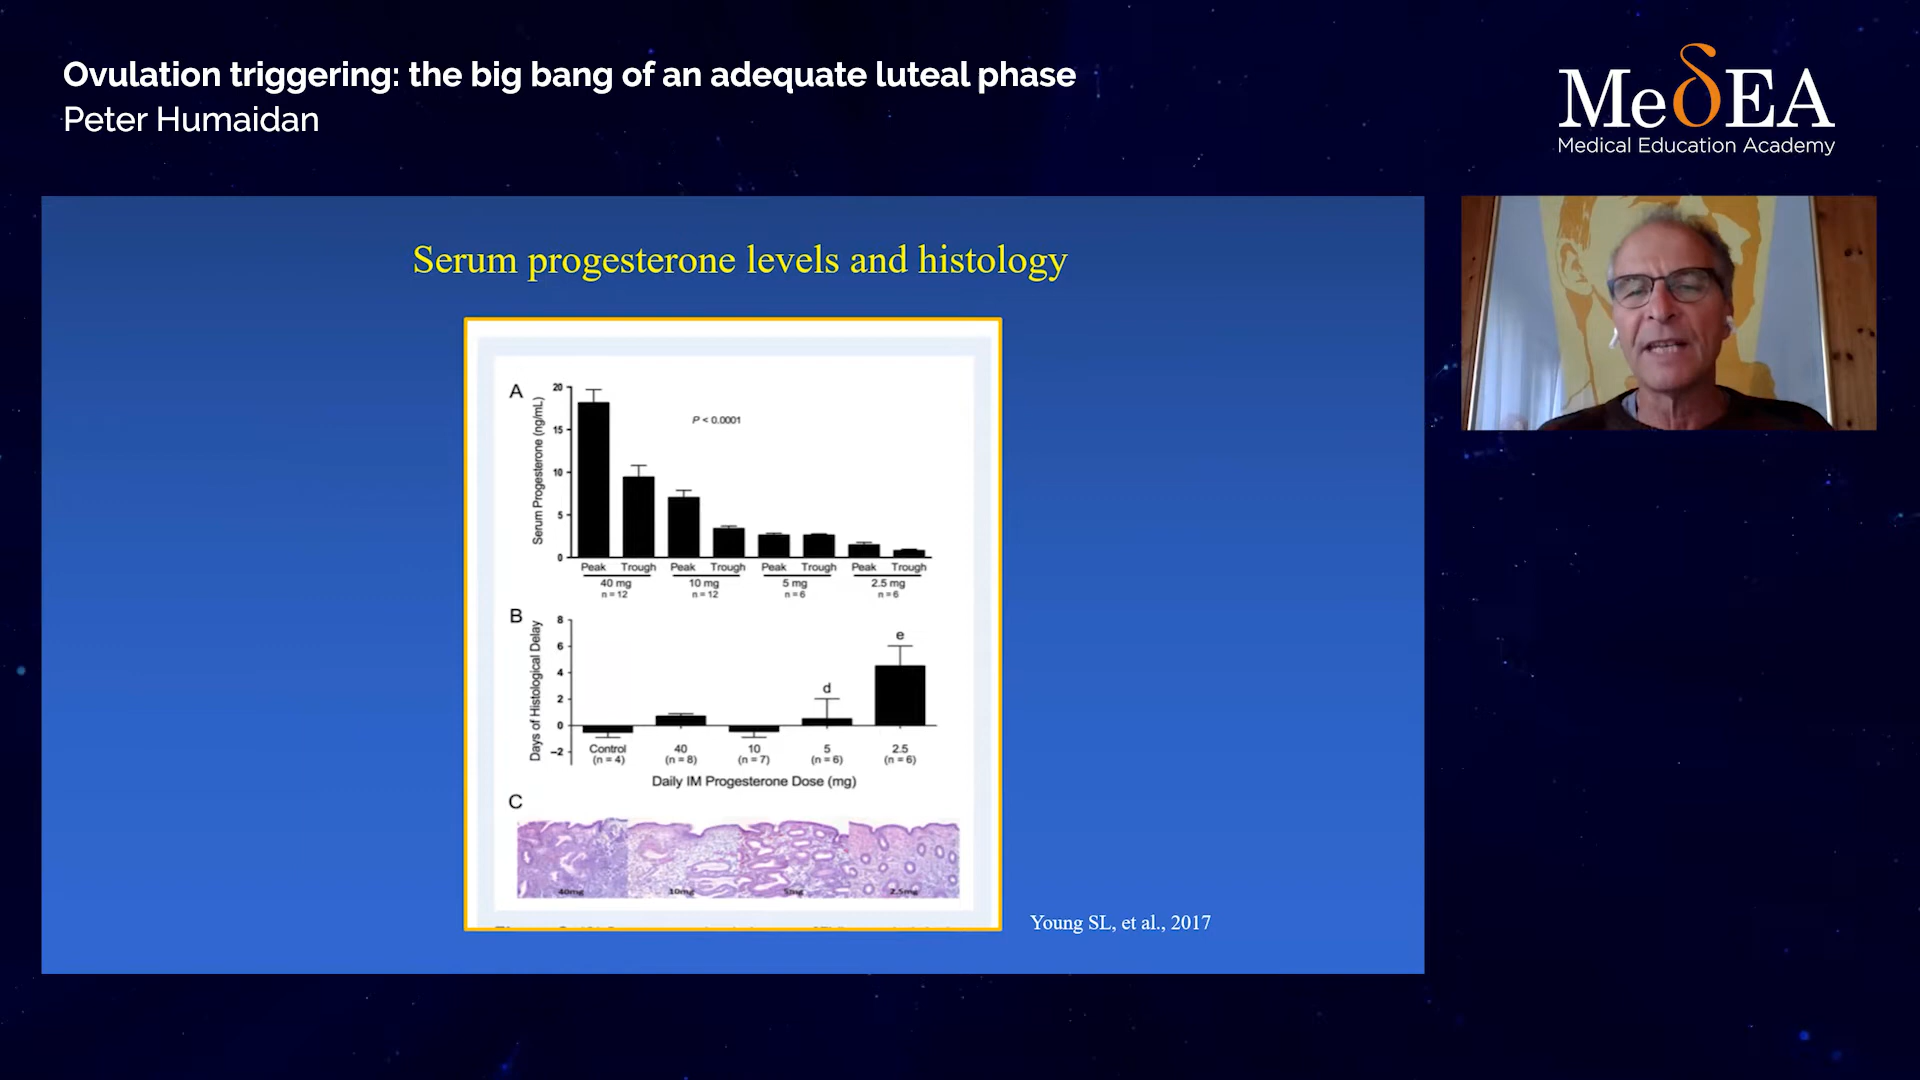 Ovulation triggering: the big bang of an adequate luteal phase
Peter Humaidan
MeδEA
Medical Education Academy
Serum progesterone levels and histology
A
Serum Progesterone (ng/mL)
20
15
10
5
0
P < 0.0001
Peak Trough Peak Trough Peak Trough Peak Trough
40 mg 10 mg 5 mg 2.5 mg
n = 12 n = 12 n = 6 n = 6
B
Days of Histological Delay
8
6
4
2
0
−2
d
e
Control 40 10 5 2.5
(n = 4) (n = 8) (n = 7) (n = 6) (n = 6)
Daily IM Progesterone Dose (mg)
C
40mg 10mg 5mg 2.5mg
Young SL, et al., 2017